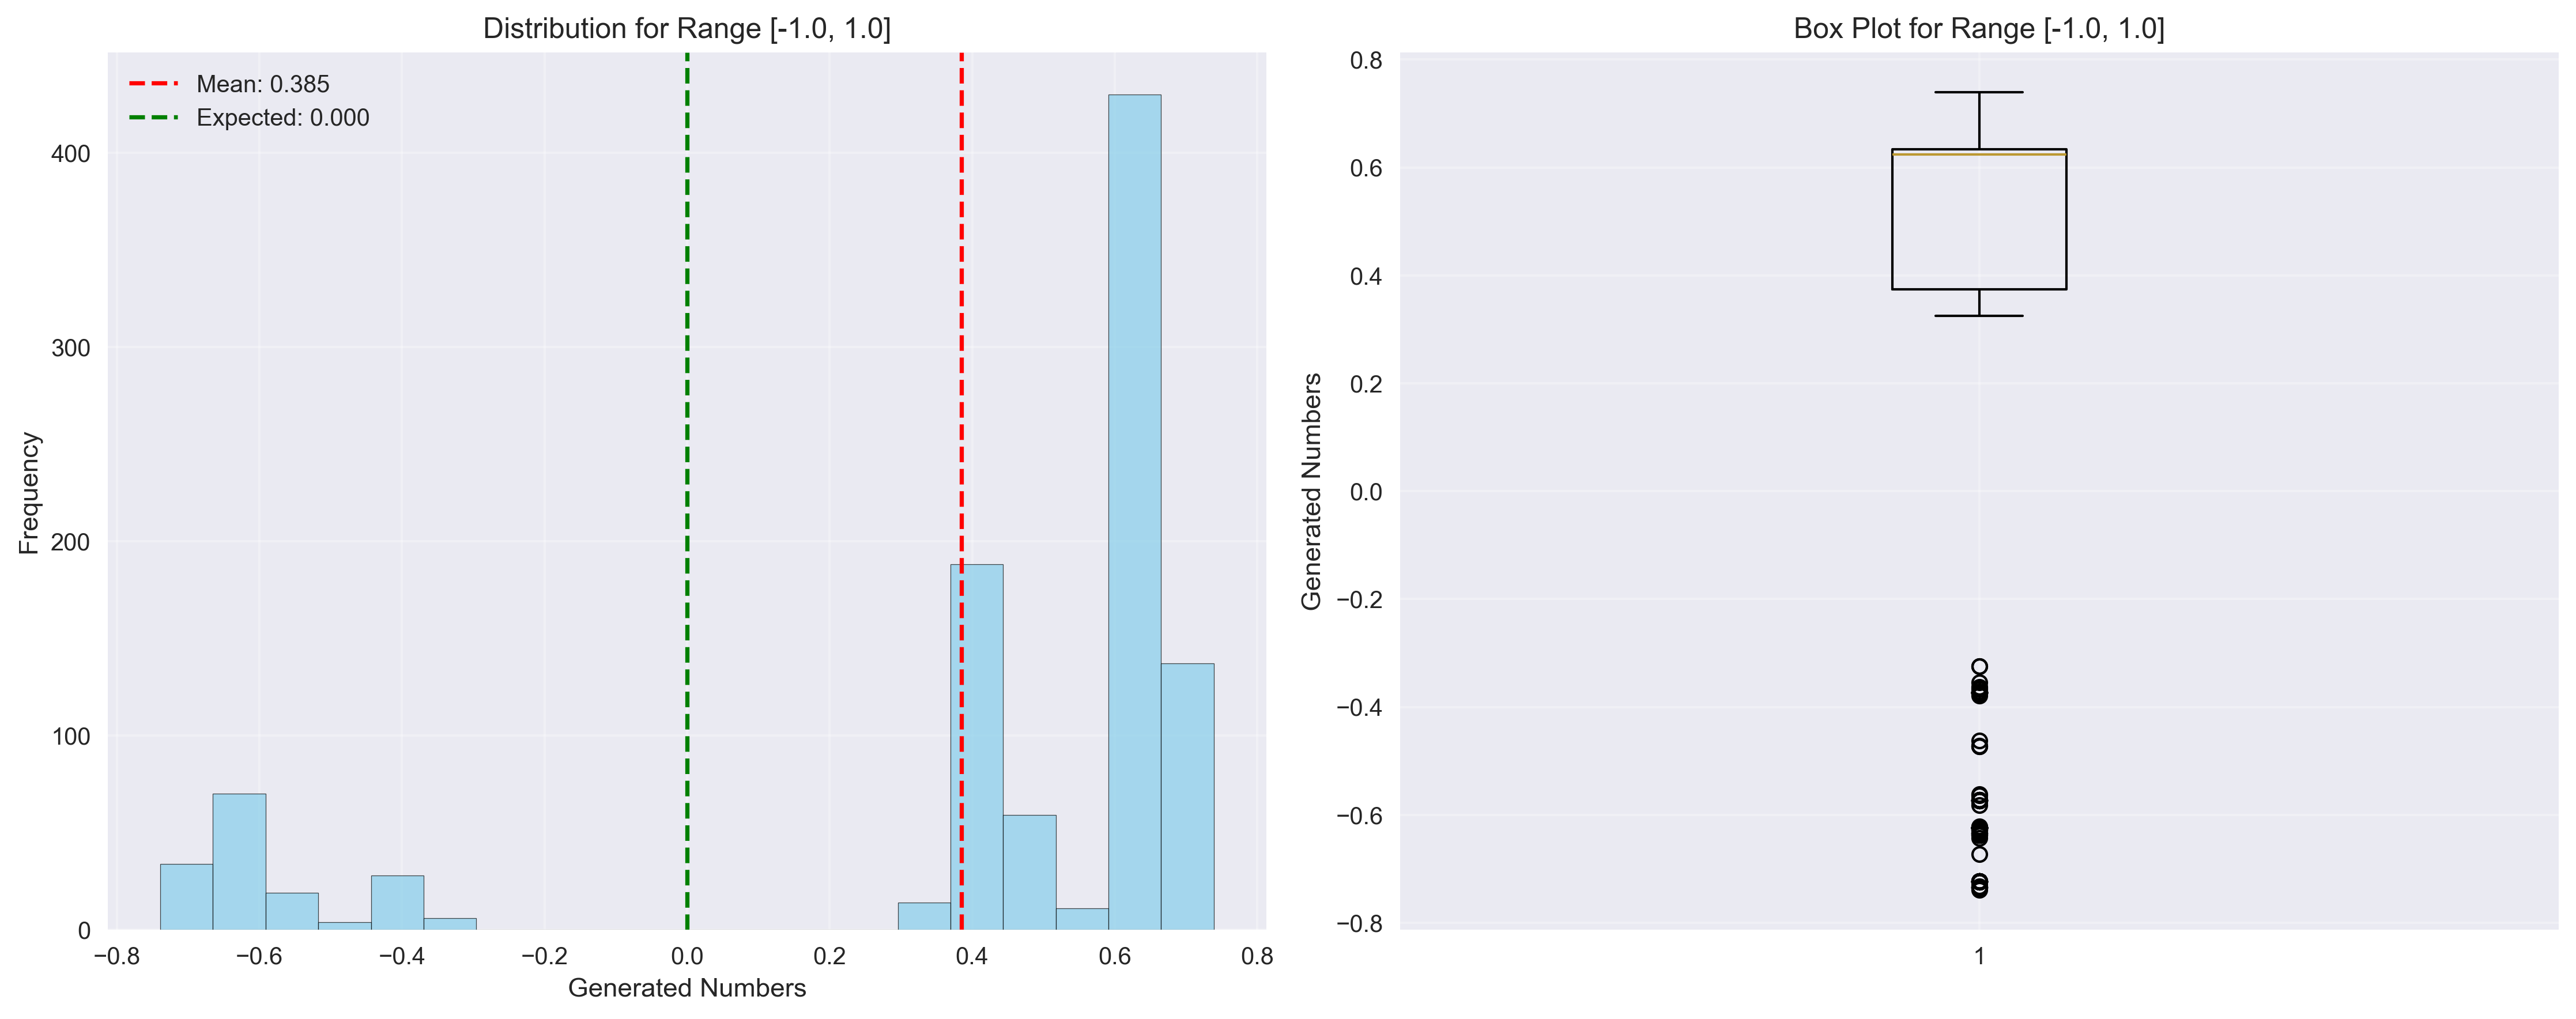 Distribution for Range [-1.0, 1.0]
Mean: 0.385
Expected: 0.000
400
300
200
100
0
Frequency
−0.8 −0.6 −0.4 −0.2 0.0 0.2 0.4 0.6 0.8
Generated Numbers
Box Plot for Range [-1.0, 1.0]
0.8
0.6
0.4
0.2
0.0
−0.2
−0.4
−0.6
−0.8
Generated Numbers
1